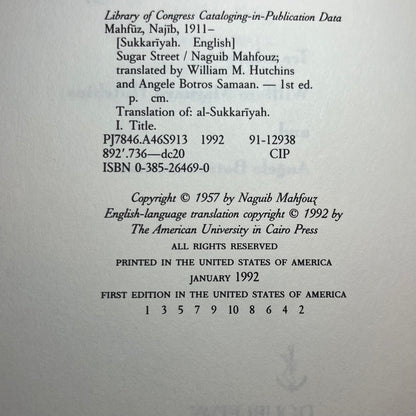 Library of Congress Cataloging-in-Publication Data
Mahfūz, Najīb, 1911–
[Sukkarīyah. English]
Sugar Street / Naguib Mahfouz;
translated by William M. Hutchins
and Angele Botros Samaan. — 1st ed.
p. cm.
Translation of: al-Sukkarīyah.
I. Title.
PJ7846.A46S913 1992 91-12938
892′.736—dc20 CIP
ISBN 0-385-26469-0
Copyright © 1957 by Naguib Mahfouz
English-language translation copyright © 1992 by
The American University in Cairo Press
ALL RIGHTS RESERVED
PRINTED IN THE UNITED STATES OF AMERICA
JANUARY 1992
FIRST EDITION IN THE UNITED STATES OF AMERICA
1 3 5 7 9 10 8 6 4 2